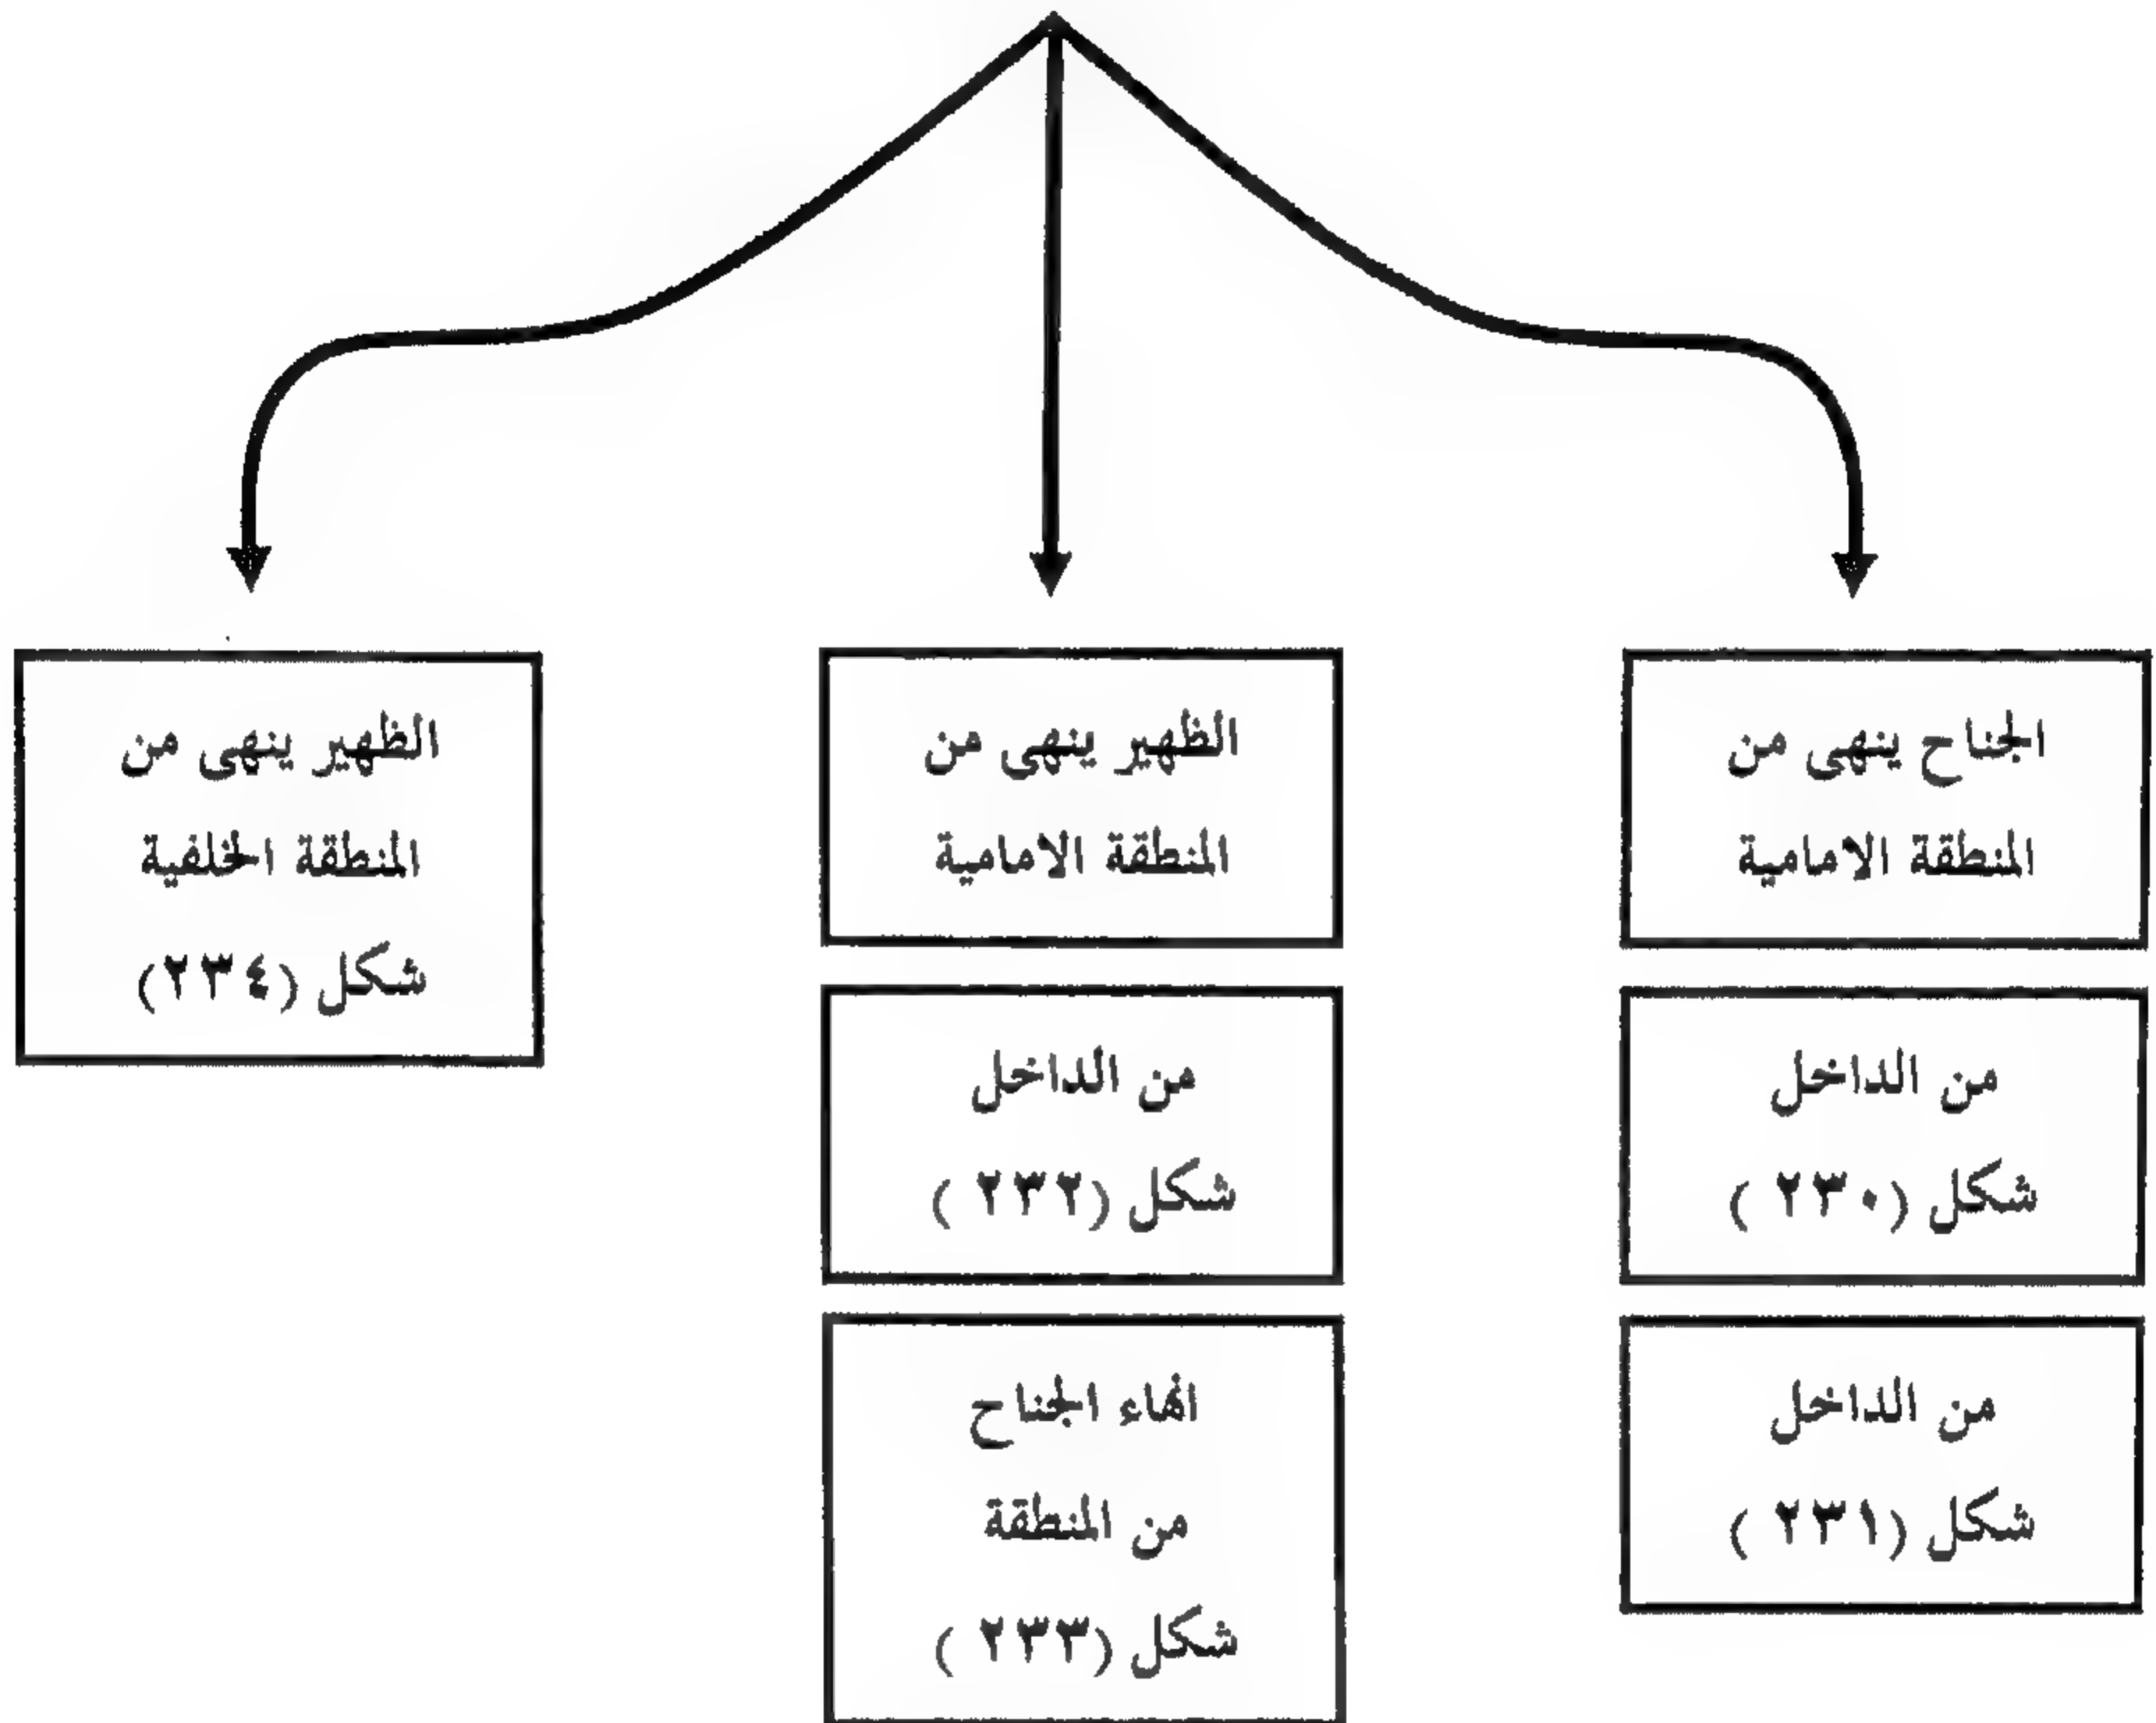 الجناح ينهى من
المنطقة الامامية
من الداخل
شكل (٢٣٠ )
من الداخل
شكل (٢٣١ )
الظهير ينهى من
المنطقة الامامية
من الداخل
شكل (٢٣٢ )
انهاء الجناح
من المنطقة
شكل (٢٣٣ )
الظهير ينهى من
المنطقة الخلفية
شكل (٢٣٤)